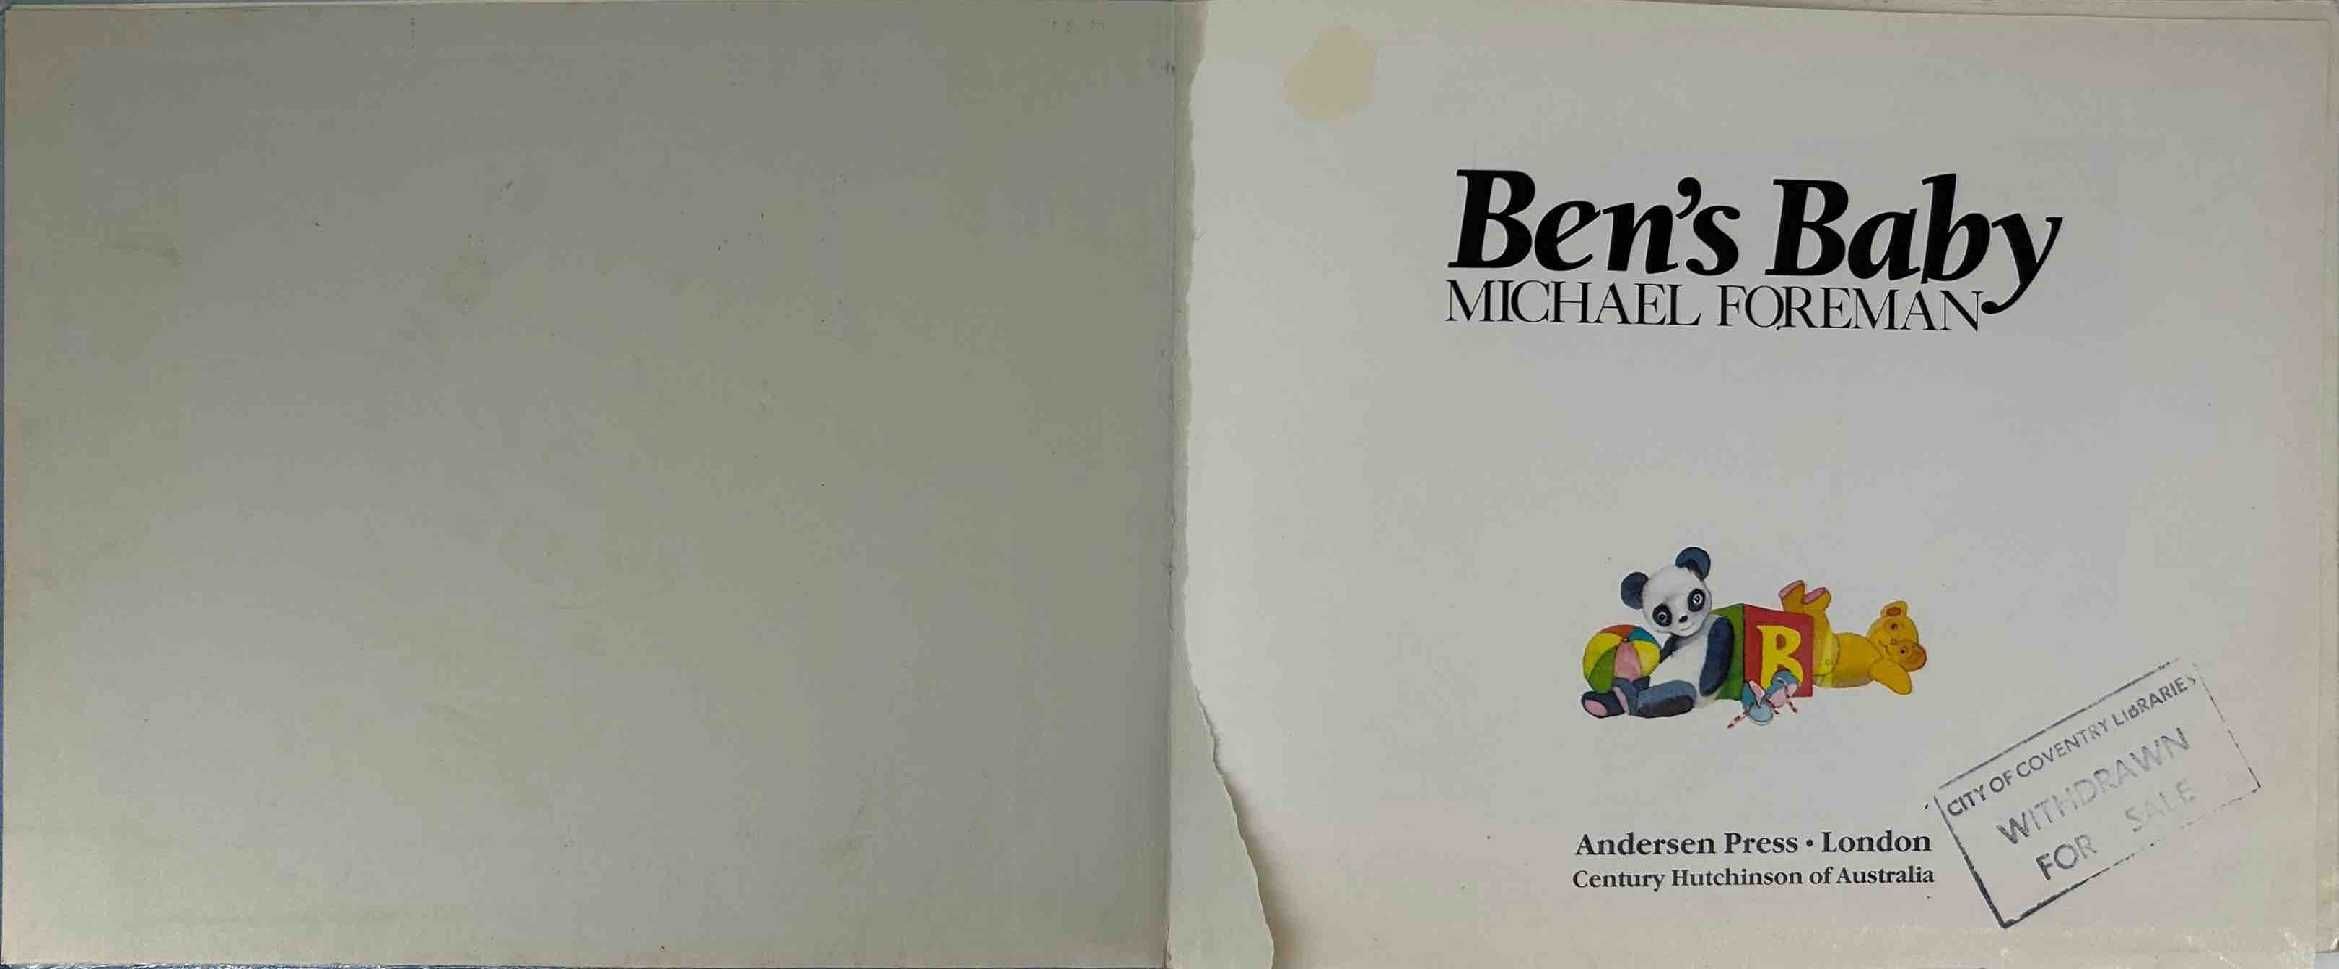 Ben's Baby
MICHAEL FOREMAN
B
Andersen Press • London
Century Hutchinson of Australia
CITY OF COVENTRY LIBRARIES
WITHDRAWN
FOR SALE